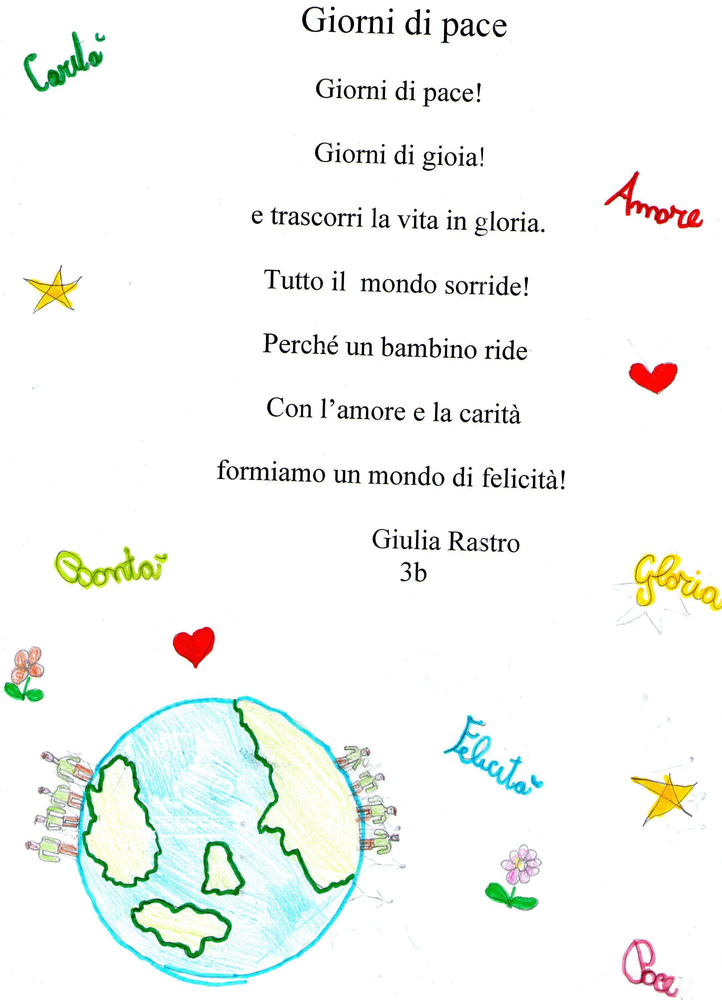 Giorni di pace
Carità
Giorni di pace!
Giorni di gioia!
Amore
e trascorri la vita in gloria.
Tutto il mondo sorride!
Perché un bambino ride
Con l’amore e la carità
formiamo un mondo di felicità!
Giulia Rastro
3b
Bontà
Gloria
Felicità
Pace